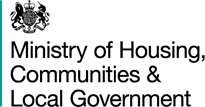 Ministry of Housing,
Communities &
Local Government